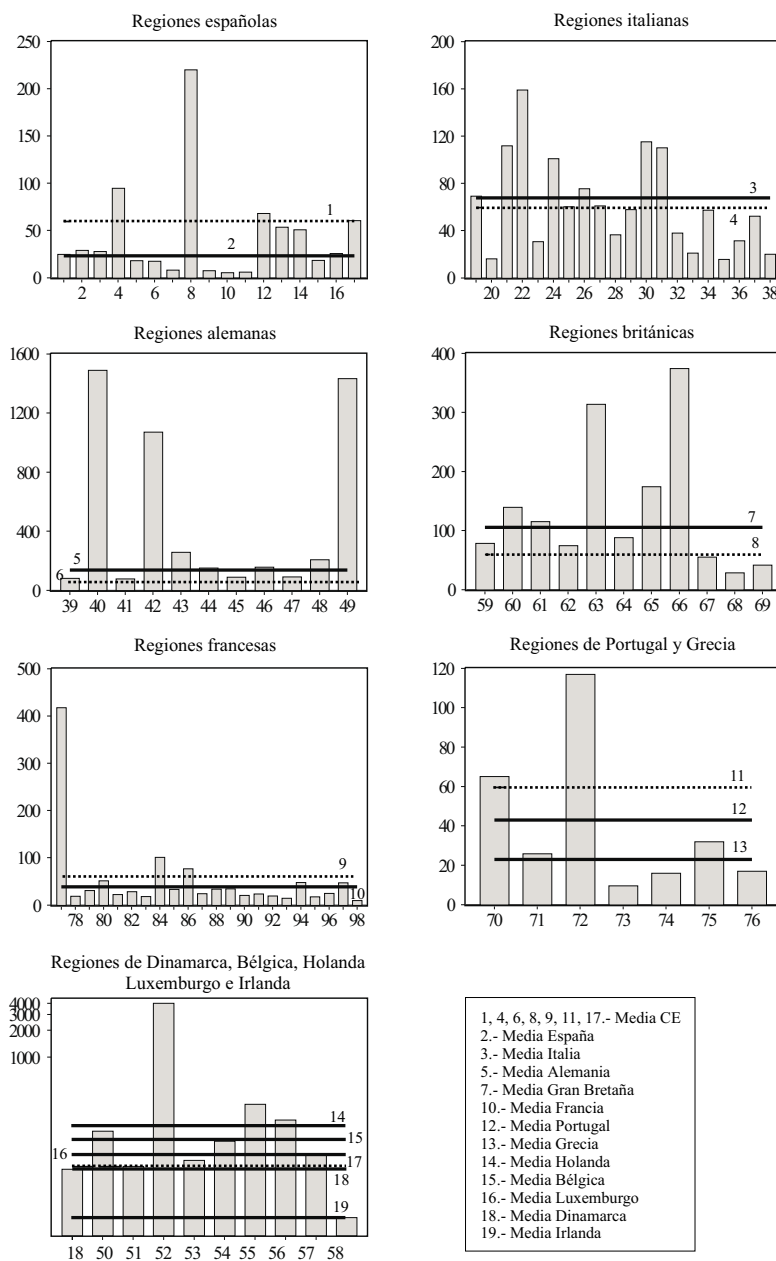 Regiones españolas
250
200
150
100
50
0
1
2
2 4 6 8 10 12 14 16
Regiones italianas
200
160
120
80
40
0
3
4
20 22 24 26 28 30 32 34 36 38
Regiones alemanas
1600
1200
800
400
0
5
6
39 40 41 42 43 44 45 46 47 48 49
Regiones británicas
400
300
200
100
0
7
8
59 60 61 62 63 64 65 66 67 68 69
Regiones francesas
500
400
300
200
100
0
9
10
78 80 82 84 86 88 90 92 94 96 98
Regiones de Portugal y Grecia
120
100
80
60
40
20
0
11
12
13
70 71 72 73 74 75 76
Regiones de Dinamarca, Bélgica, Holanda
Luxemburgo e Irlanda
4000
3000
2000
1000
14
15
16
17
18
19
18 50 51 52 53 54 55 56 57 58
1, 4, 6, 8, 9, 11, 17.- Media CE
2.- Media España
3.- Media Italia
5.- Media Alemania
7.- Media Gran Bretaña
10.- Media Francia
12.- Media Portugal
13.- Media Grecia
14.- Media Holanda
15.- Media Bélgica
16.- Media Luxemburgo
18.- Media Dinamarca
19.- Media Irlanda